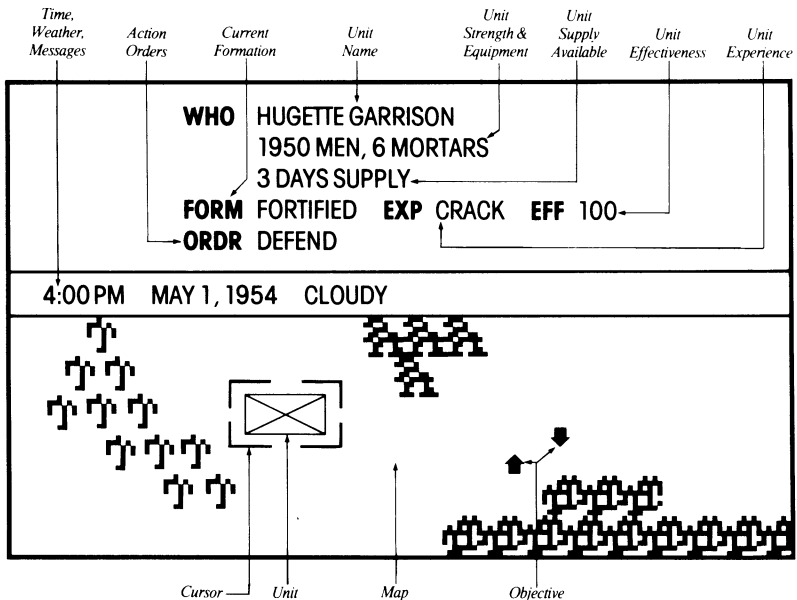 Time,
Weather,
Messages
Action
Orders
Current
Formation
Unit
Name
Unit
Strength &
Equipment
Unit
Supply
Available
Unit
Effectiveness
Unit
Experience
WHO HUGETTE GARRISON
1950 MEN, 6 MORTARS
3 DAYS SUPPLY
FORM FORTIFIED EXP CRACK EFF 100
ORDR DEFEND
4:00 PM MAY 1, 1954 CLOUDY
Cursor
Unit
Map
Objective